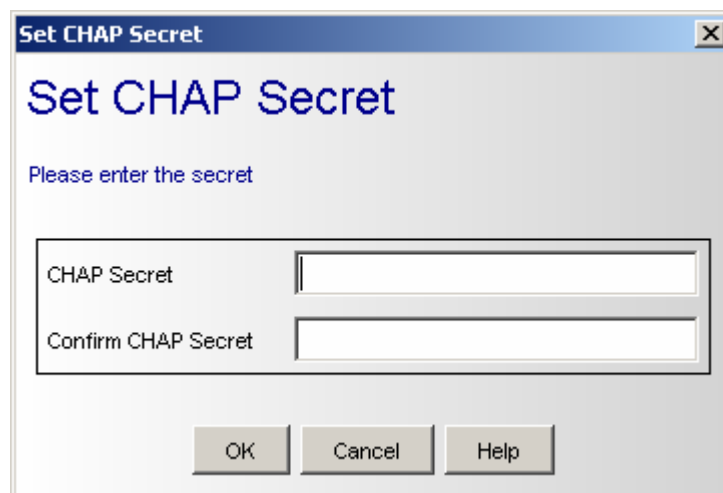 Set CHAP Secret
Set CHAP Secret
Please enter the secret
CHAP Secret
Confirm CHAP Secret
OK Cancel Help